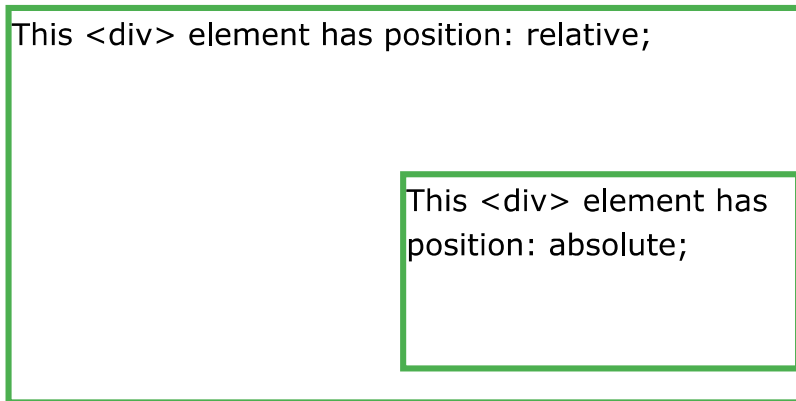 This <div> element has position: relative;
This <div> element has
position: absolute;